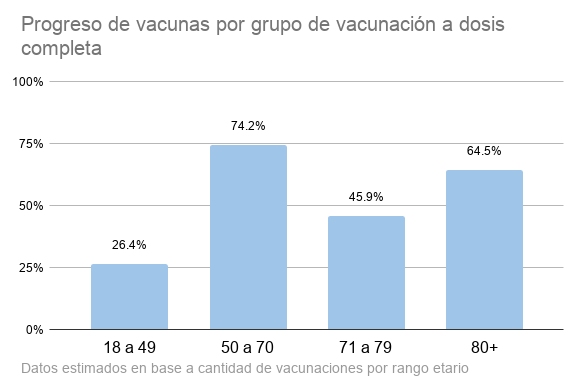 Progreso de vacunas por grupo de vacunación a dosis
completa
100%
75%
50%
25%
0%
26.4%
74.2%
45.9%
64.5%
18 a 49
50 a 70
71 a 79
80+
Datos estimados en base a cantidad de vacunaciones por rango etario